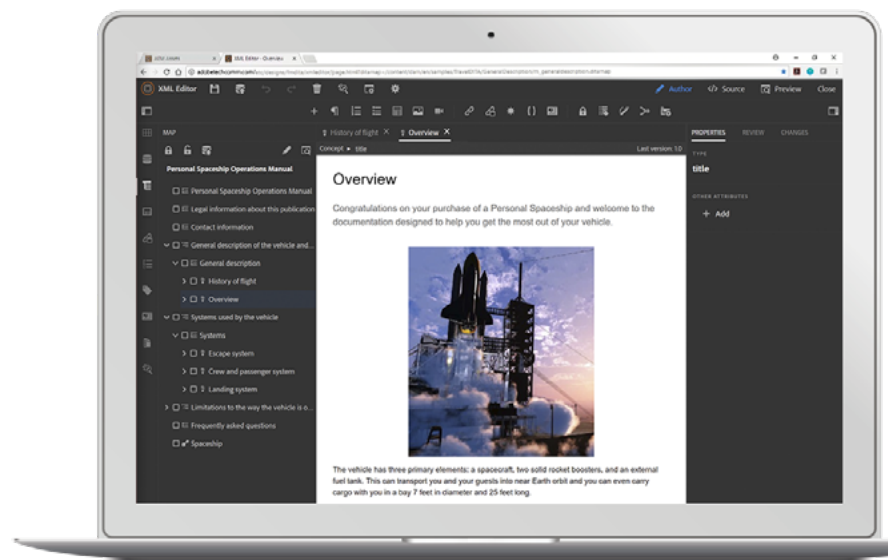 XML Editor - Overview
XML Editor
Author
Source
Preview
Close
MAP
History of flight
Overview
PROPERTIES
REVIEW
CHANGES
Concept
title
Last version 1.0
TYPE
title
Personal Spaceship Operations Manual
Personal Spaceship Operations Manual
Legal information about this publication
Contact information
General description of the vehicle and...
General description
History of flight
Overview
Systems used by the vehicle
Systems
Escape system
Crew and passenger system
Landing system
Limitations to the way the vehicle is o...
Frequently asked questions
Spaceship
Overview
Congratulations on your purchase of a Personal Spaceship and welcome to the
documentation designed to help you get the most out of your vehicle.
The vehicle has three primary elements: a spacecraft, two solid rocket boosters, and an external
fuel tank. This can transport you and your guests into near Earth orbit and you can even carry
cargo with you in a bay 7 feet in diameter and 25 feet long.
OTHER ATTRIBUTES
+ Add